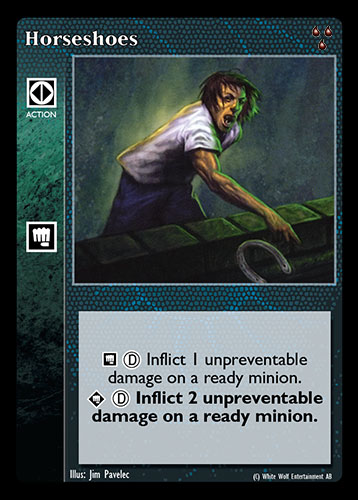 Horseshoes
ACTION
D Inflict 1 unpreventable
damage on a ready minion.
D Inflict 2 unpreventable
damage on a ready minion.
Illus: Jim Pavelec
(C) White Wolf Entertainment AB